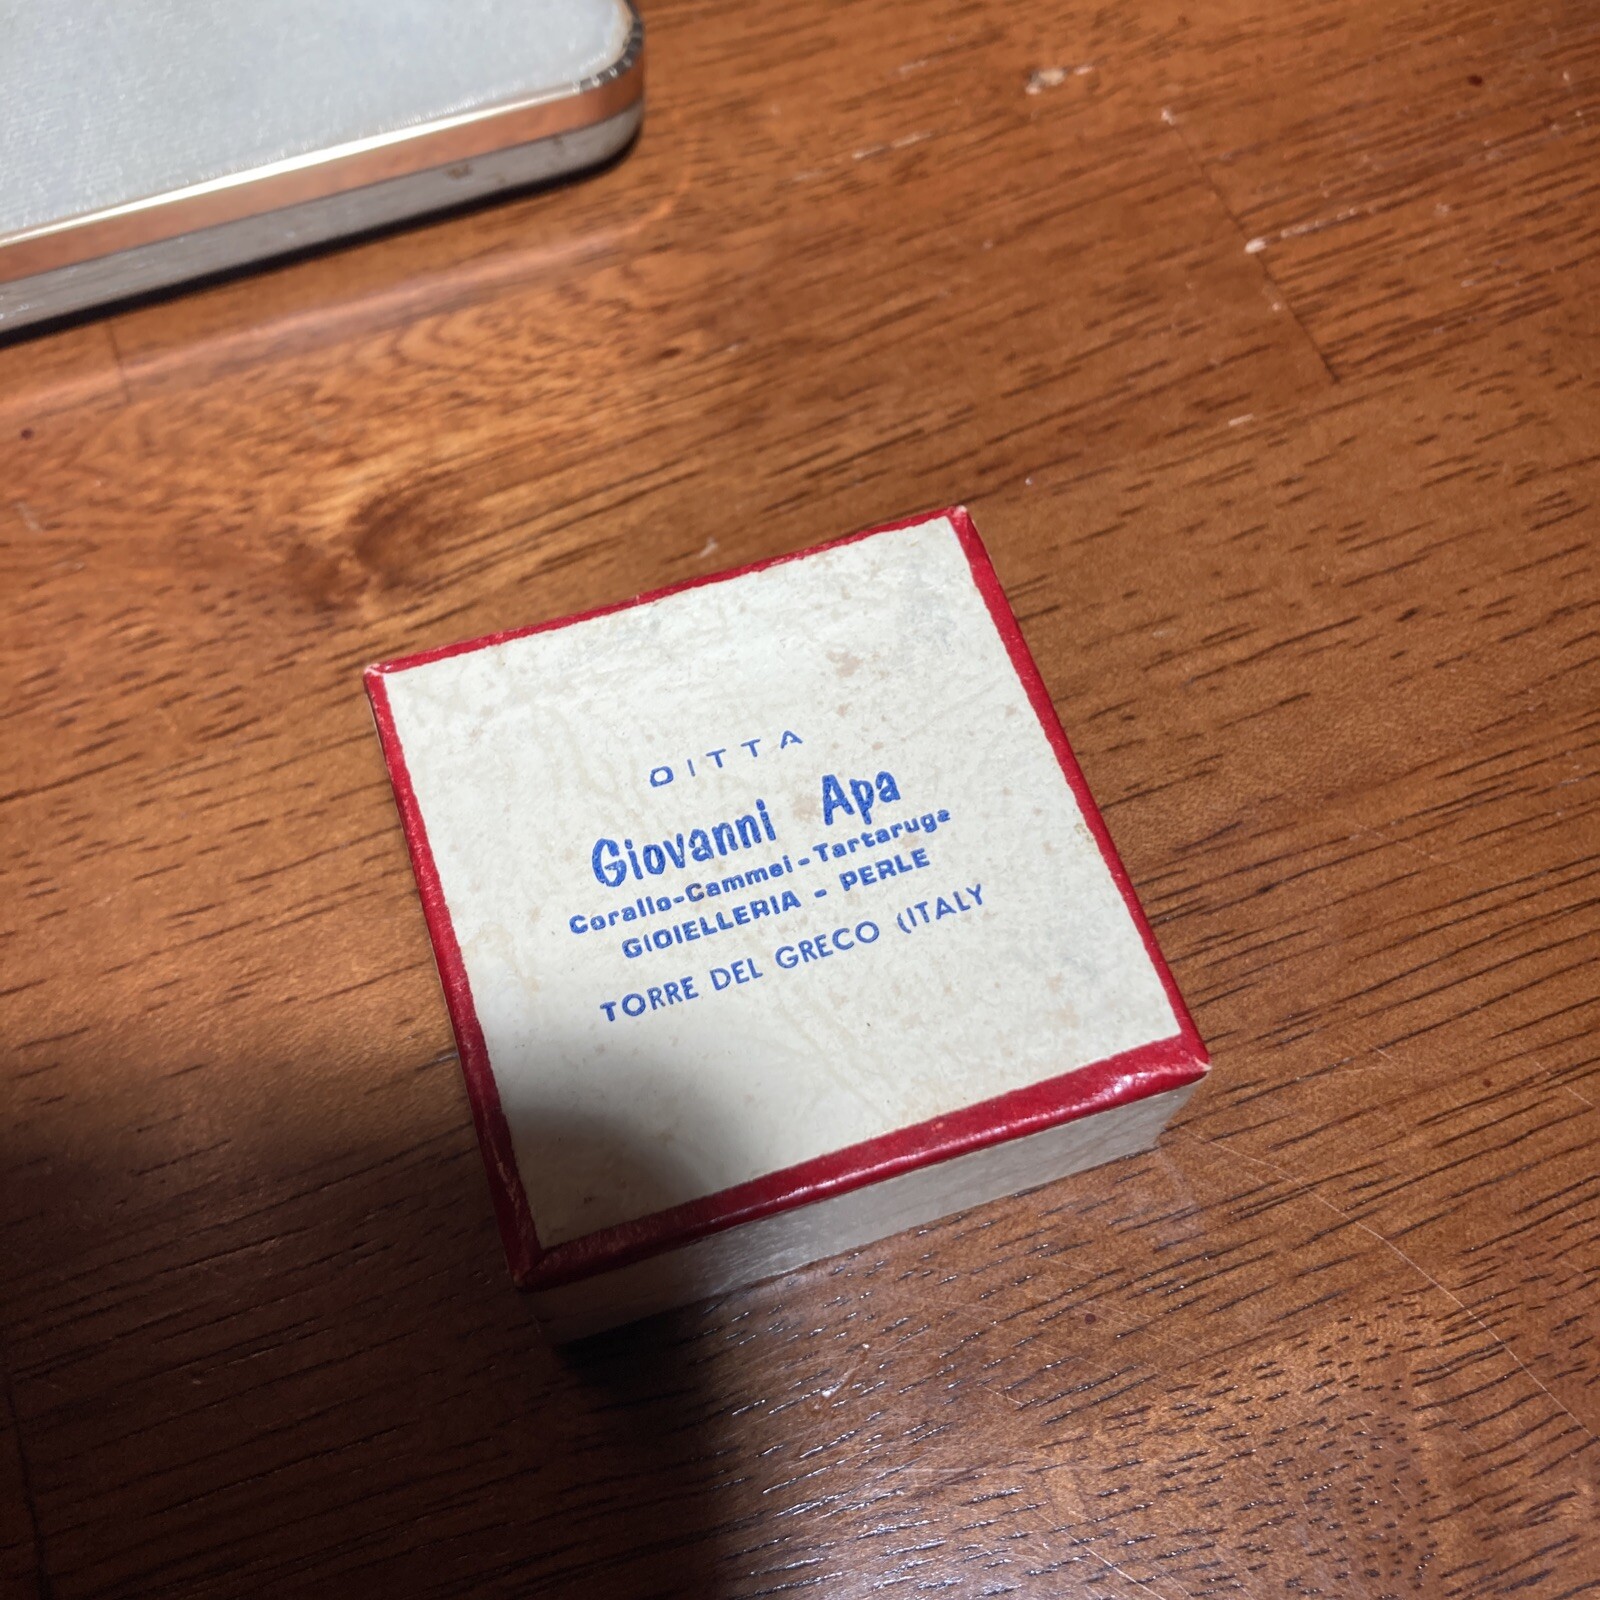 DITTA
Giovanni Apa
Corallo-Cammei-Tartaruga
GIOIELLERIA - PERLE
TORRE DEL GRECO (ITALY